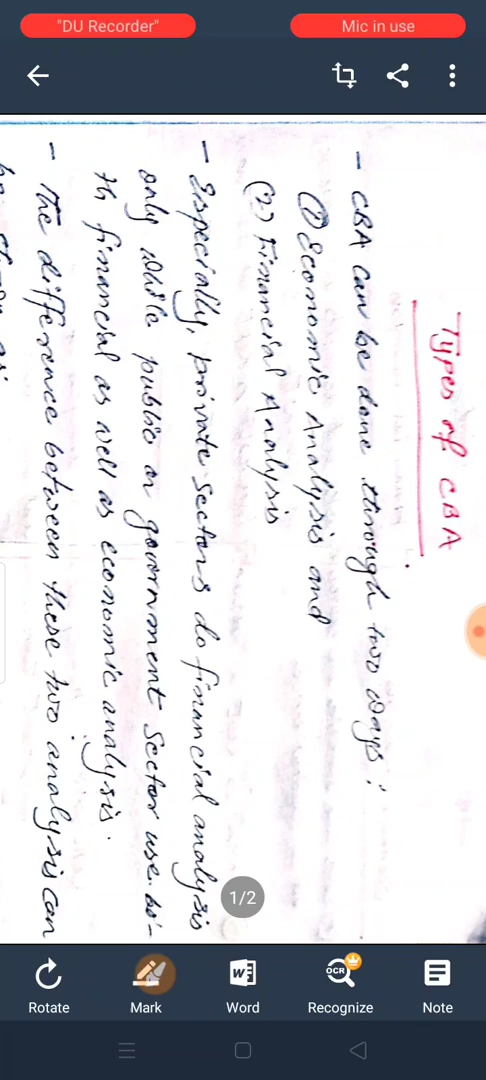 "DU Recorder"
Mic in use
Types of CBA
- CBA can be done through two ways:
(1) Economic Analysis and
(2) Financial Analysis
- Especially, private sectors do financial analysis
only while public or government sector use bo-
th financial as well as economic analysis.
- The difference between these two analysis can
1/2
Rotate
Mark
W
Word
OCR
Recognize
Note